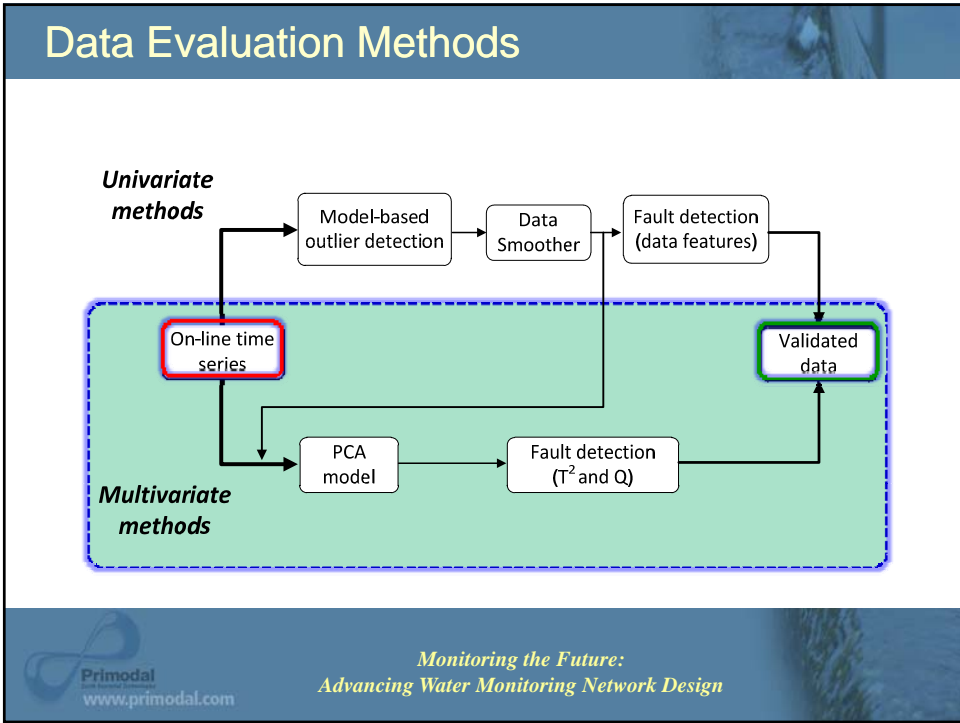 Data Evaluation Methods
Univariate
methods
Model-based
outlier detection
Data
Smoother
Fault detection
(data features)
On-line time
series
Validated
data
PCA
model
Fault detection
(T² and Q)
Multivariate
methods
Primodal
www.primodal.com
Monitoring the Future:
Advancing Water Monitoring Network Design